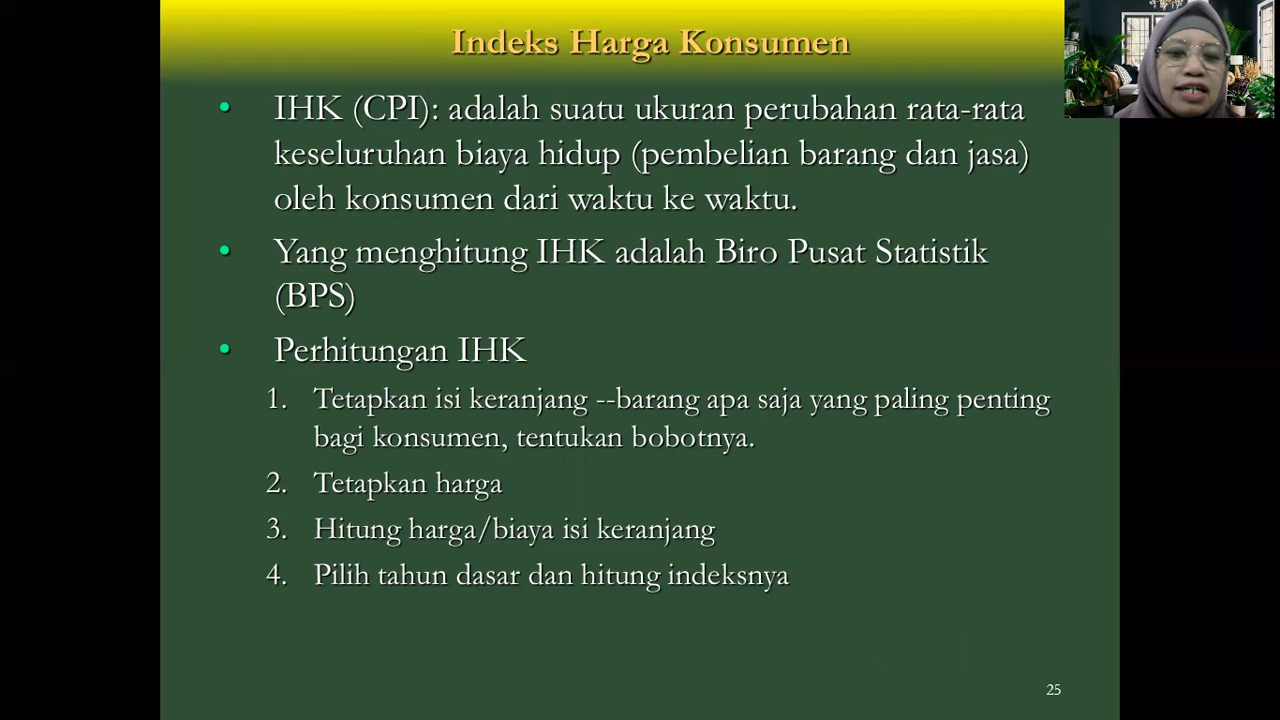 Indeks Harga Konsumen
• IHK (CPI): adalah suatu ukuran perubahan rata-rata
keseluruhan biaya hidup (pembelian barang dan jasa)
oleh konsumen dari waktu ke waktu.
• Yang menghitung IHK adalah Biro Pusat Statistik
(BPS)
• Perhitungan IHK
1. Tetapkan isi keranjang --barang apa saja yang paling penting
bagi konsumen, tentukan bobotnya.
2. Tetapkan harga
3. Hitung harga/biaya isi keranjang
4. Pilih tahun dasar dan hitung indeksnya
25